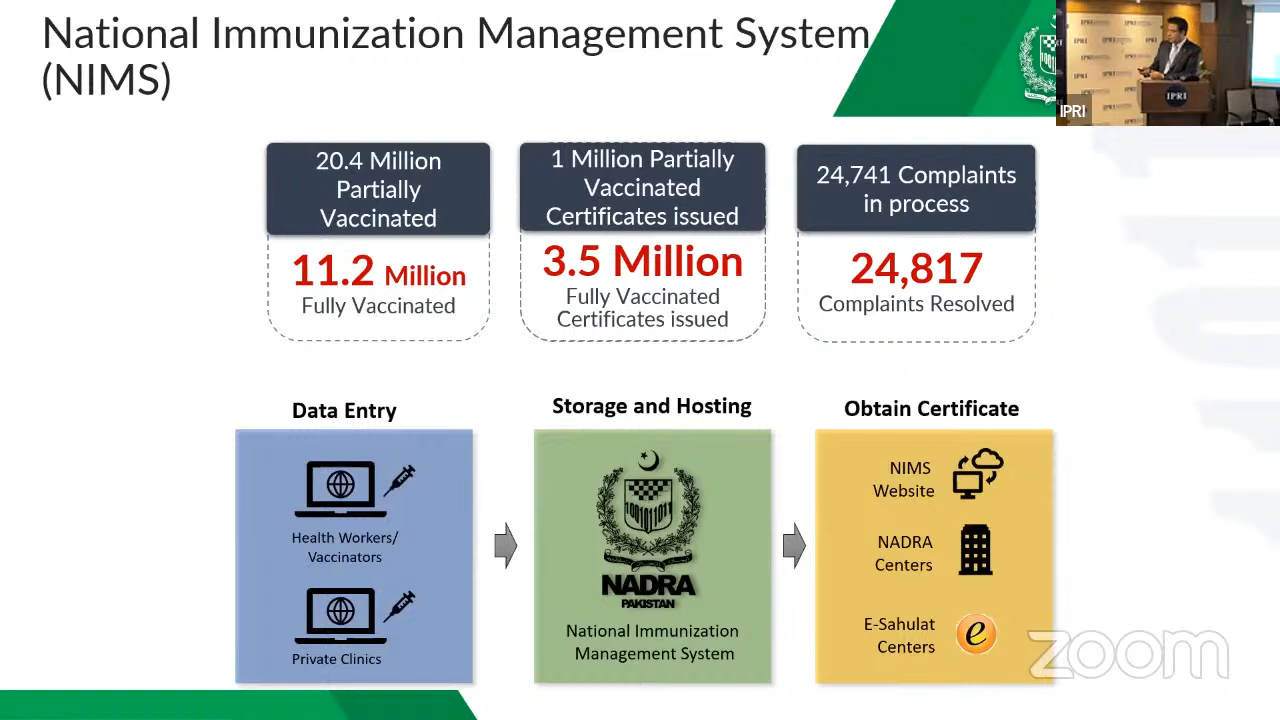 National Immunization Management System
(NIMS)
IPRI
IPRI
20.4 Million
Partially
Vaccinated
11.2 Million
Fully Vaccinated
1 Million Partially
Vaccinated
Certificates issued
3.5 Million
Fully Vaccinated
Certificates issued
24,741 Complaints
in process
24,817
Complaints Resolved
Data Entry
Health Workers/
Vaccinators
Private Clinics
Storage and Hosting
1001011011
NADRA
PAKISTAN
National Immunization
Management System
Obtain Certificate
NIMS
Website
NADRA
Centers
E-Sahulat
Centers
e
zoom